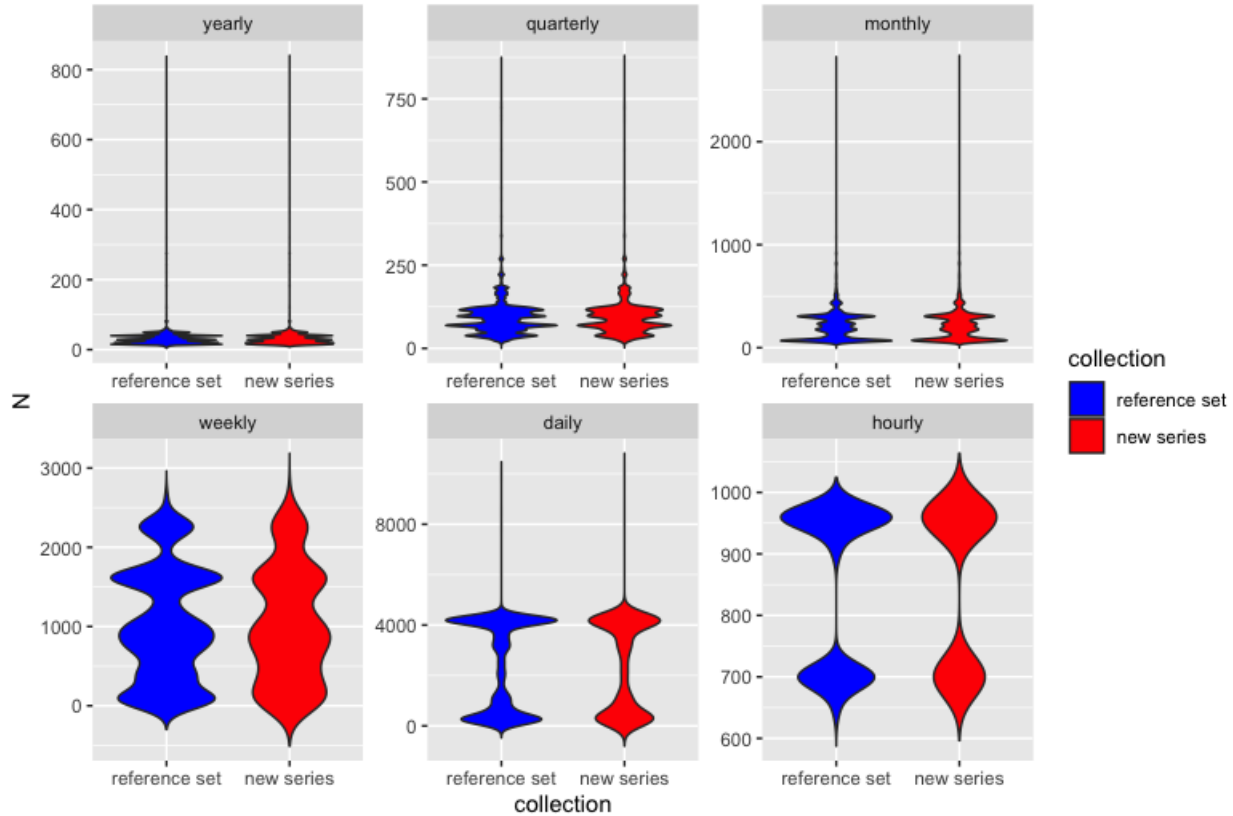 yearly
quarterly
monthly
800
600
400
200
0
750
500
250
0
2000
1000
0
reference set
new series
reference set
new series
reference set
new series
N
weekly
daily
hourly
3000
2000
1000
0
8000
4000
0
1000
900
800
700
600
reference set
new series
reference set
new series
reference set
new series
collection
collection
reference set
new series